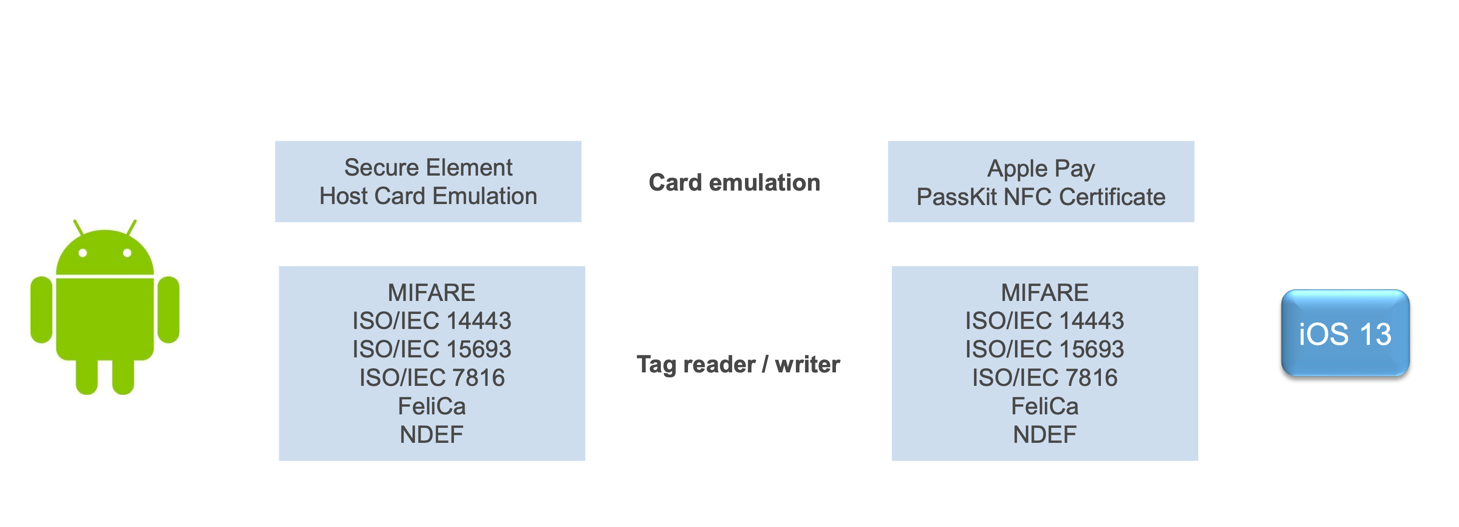 Secure Element
Host Card Emulation
Card emulation
Apple Pay
PassKit NFC Certificate
MIFARE
ISO/IEC 14443
ISO/IEC 15693
ISO/IEC 7816
FeliCa
NDEF
Tag reader / writer
MIFARE
ISO/IEC 14443
ISO/IEC 15693
ISO/IEC 7816
FeliCa
NDEF
iOS 13